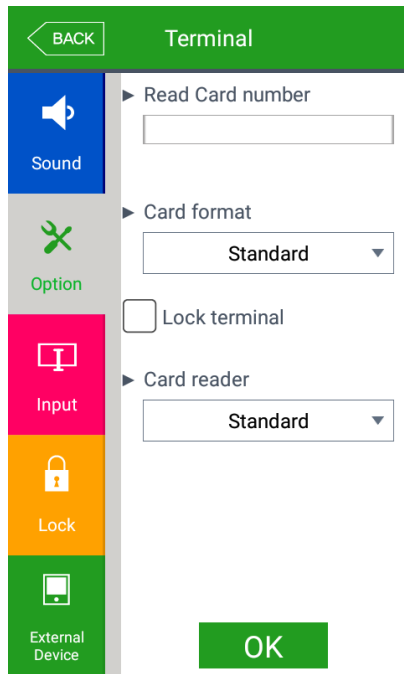 BACK
Terminal
Sound
Option
Input
Lock
External
Device
► Read Card number
► Card format
Standard
Lock terminal
► Card reader
Standard
OK